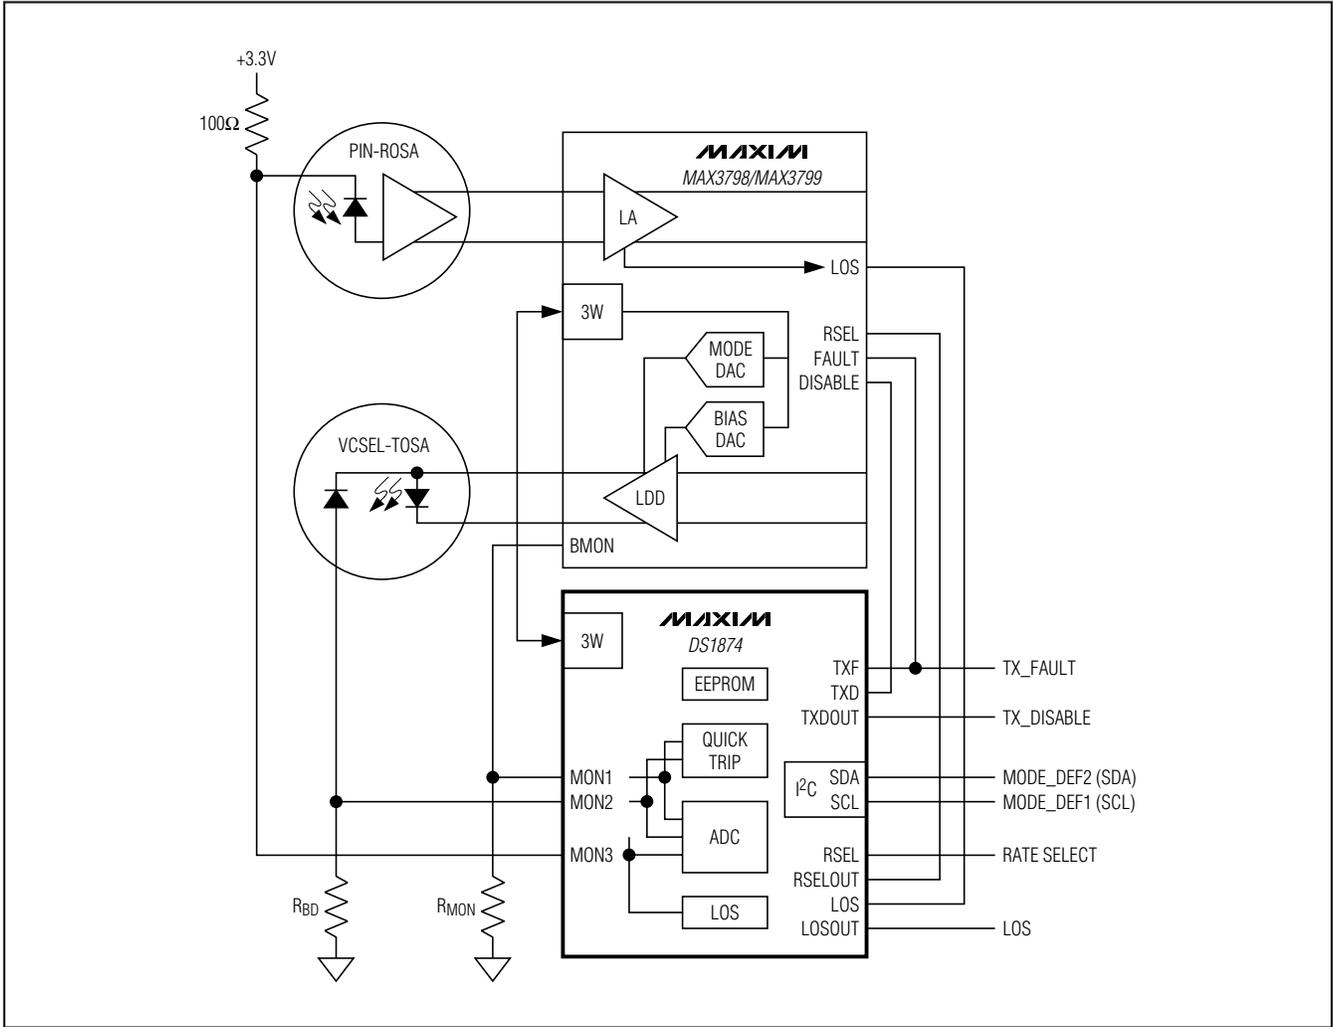 +3.3V
100Ω
PIN-ROSA
MAXIM
MAX3798/MAX3799
LA
LOS
3W
RSEL
MODE
DAC
FAULT
DISABLE
BIAS
DAC
VCSEL-TOSA
LDD
BMON
MAXIM
DS1874
3W
EEPROM
TXF
TX_FAULT
TXD
TXDOUT
TX_DISABLE
QUICK
TRIP
MON1
MON2
I²C
SDA
SCL
MODE_DEF2 (SDA)
MODE_DEF1 (SCL)
ADC
MON3
RSEL
RATE SELECT
RSELOUT
RBD
RMON
LOS
LOS
LOSOUT
LOS